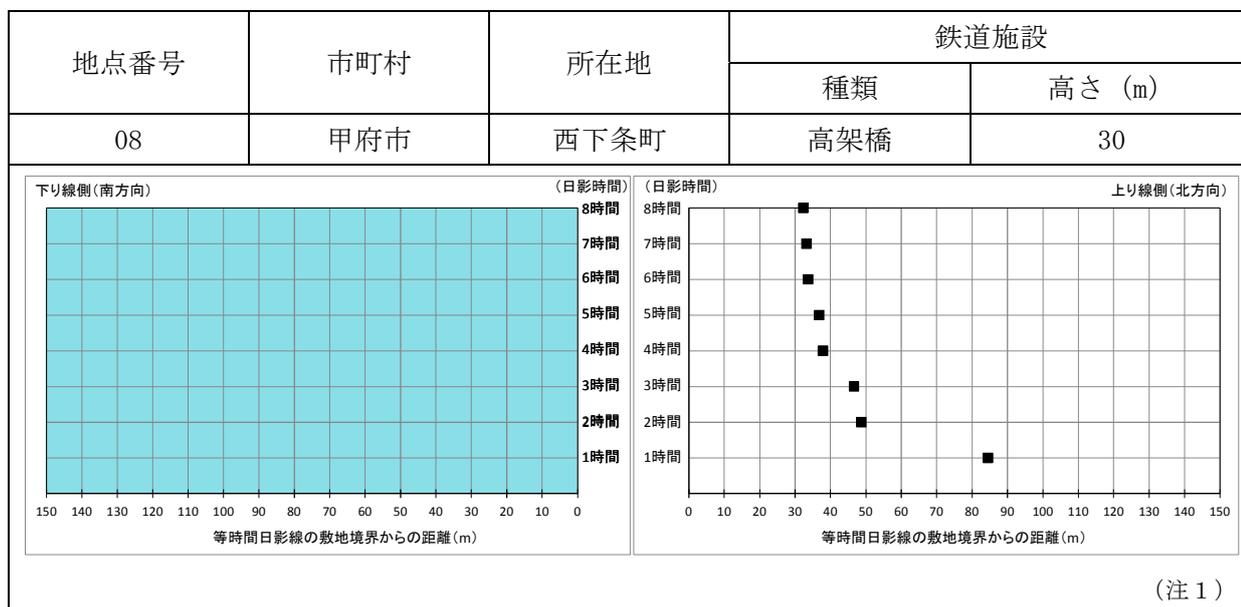 地点番号 市町村 所在地 鉄道施設
種類 高さ (m)
08 甲府市 西下条町 高架橋 30
下り線側(南方向) (日影時間)
8時間
7時間
6時間
5時間
4時間
3時間
2時間
1時間
150 140 130 120 110 100 90 80 70 60 50 40 30 20 10 0
等時間日影線の敷地境界からの距離(m)
(日影時間) 上り線側(北方向)
8時間
7時間
6時間
5時間
4時間
3時間
2時間
1時間
0 10 20 30 40 50 60 70 80 90 100 110 120 130 140 150
等時間日影線の敷地境界からの距離(m)
(注1)